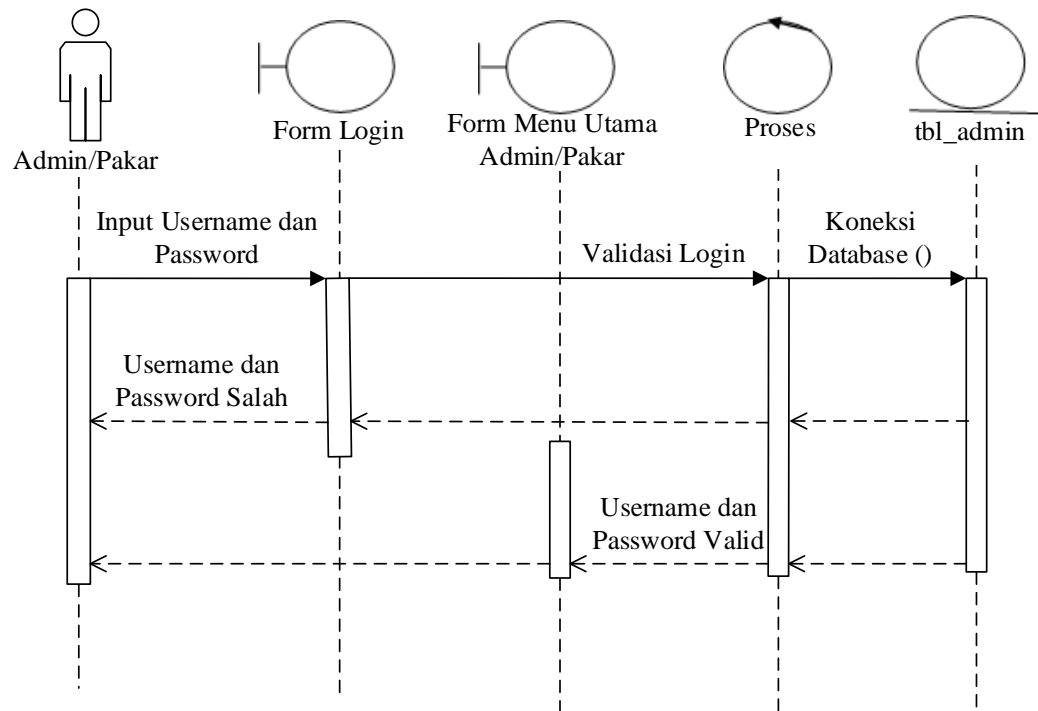 Admin/Pakar
Form Login
Form Menu Utama
Admin/Pakar
Proses
tbl_admin
Input Username dan
Password
Validasi Login
Koneksi
Database ()
Username dan
Password Salah
Username dan
Password Valid